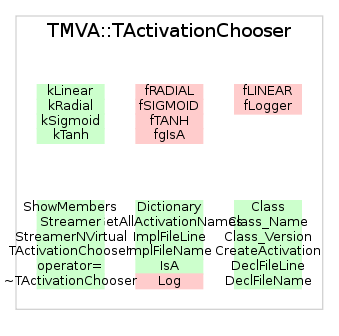 TMVA::TActivationChooser
kLinear
kRadial
kSigmoid
kTanh
fRADIAL
fSIGMOID
fTANH
fgIsA
fLINEAR
fLogger
ShowMembers
Streamer
StreamerNVirtual
TActivationChooser
operator=
~TActivationChooser
Dictionary
etAllActivationNames
ImplFileLine
ImplFileName
IsA
Log
Class
Class_Name
Class_Version
CreateActivation
DeclFileLine
DeclFileName